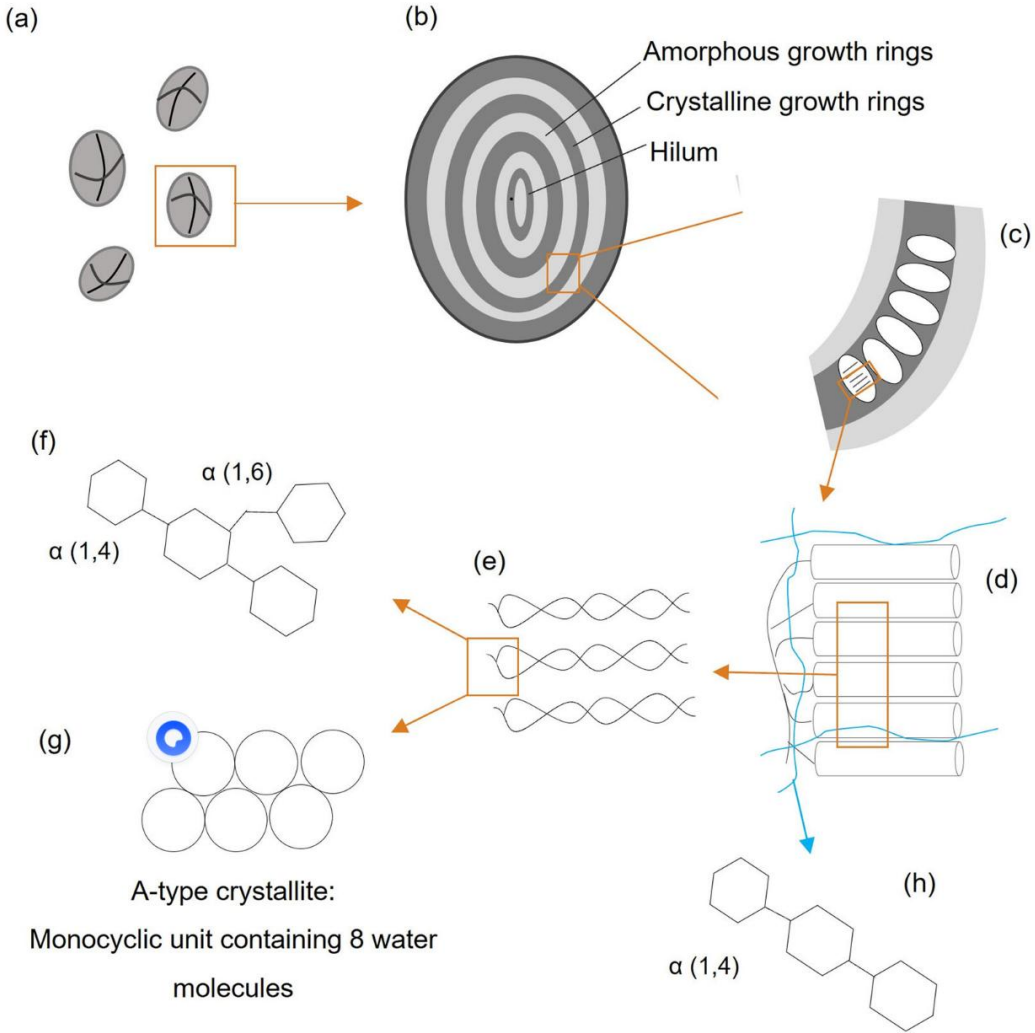 (a)
(b)
Amorphous growth rings
Crystalline growth rings
Hilum
(c)
(f)
α (1,6)
α (1,4)
(e)
(d)
(g)
A-type crystallite:
Monocyclic unit containing 8 water
molecules
(h)
α (1,4)